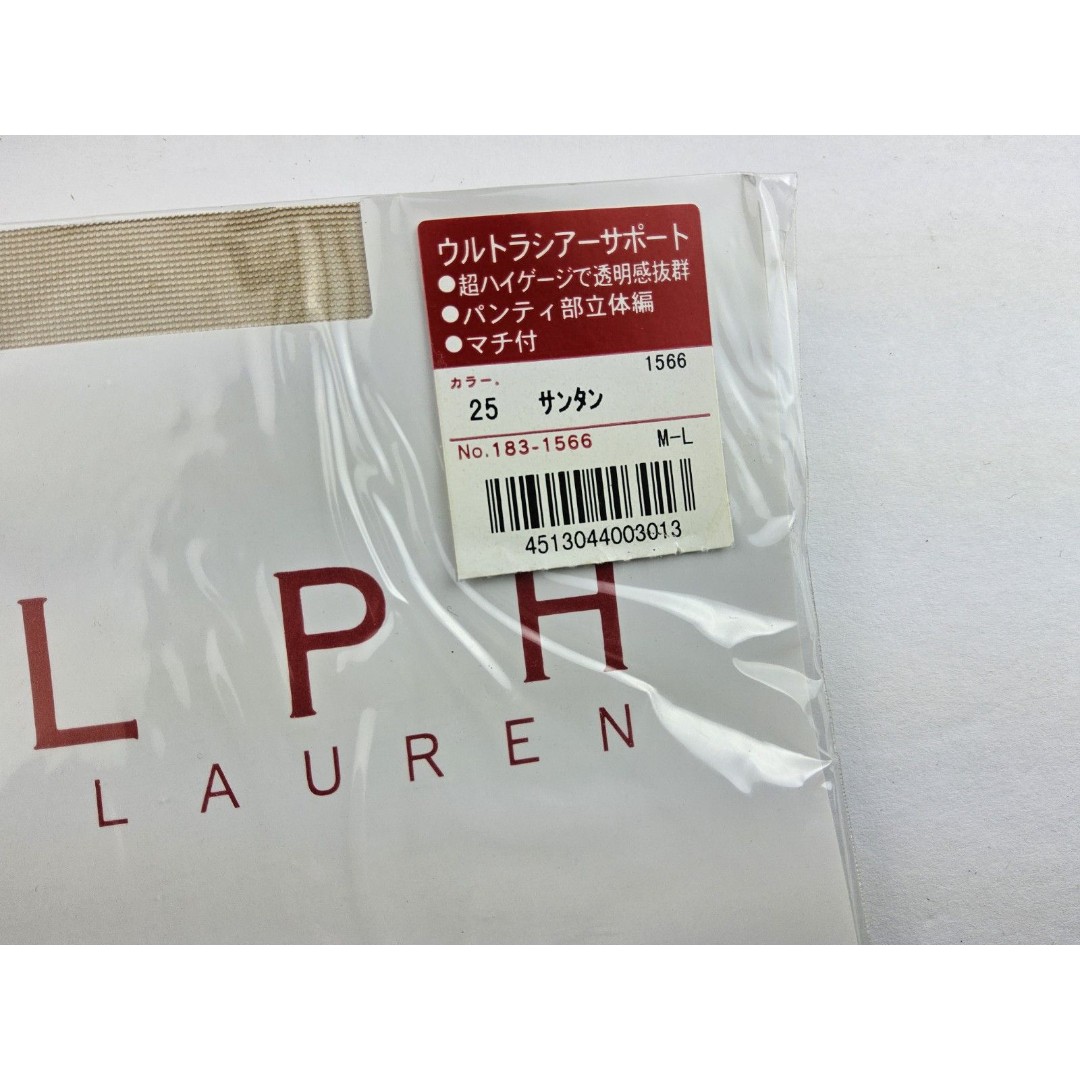 ウルトラシアーサポート
●超ハイゲージで透明感抜群
●パンティ部立体編
●マチ付
1566
カラー。
25 サンタン
No.183-1566 M-L
4513044003013
LPH
LAUREN